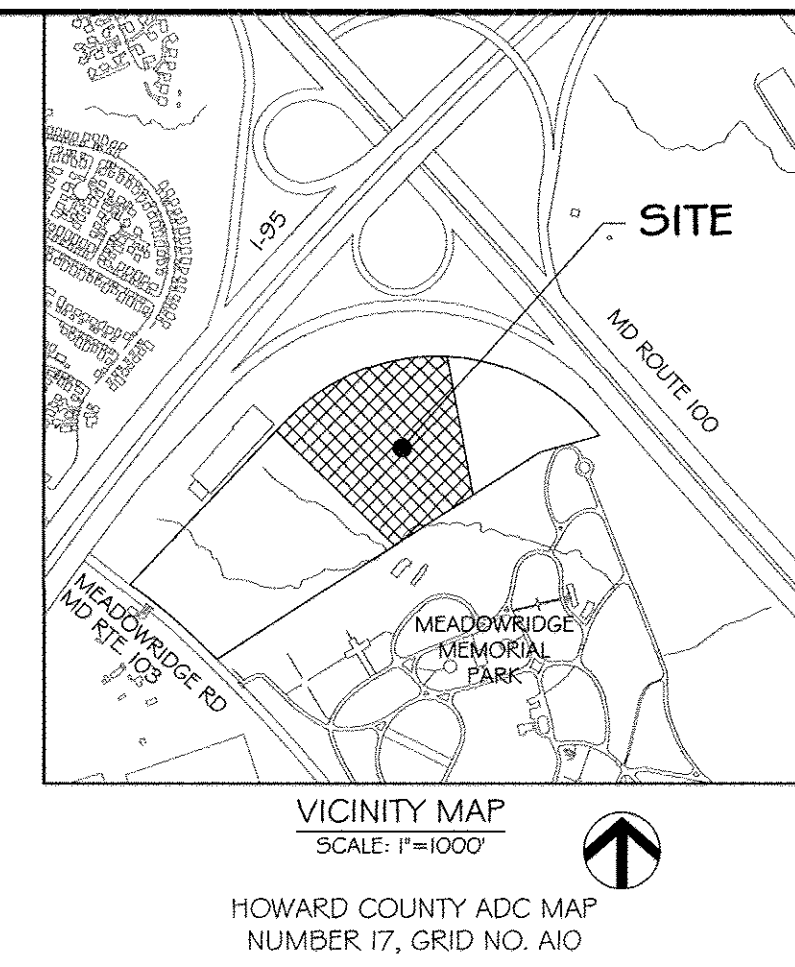 SITE
I-95
MD ROUTE 100
MEADOWRIDGE RD
MD RTE 103
MEADOWRIDGE
MEMORIAL
PARK
VICINITY MAP
SCALE: 1"=1000'
HOWARD COUNTY ADC MAP
NUMBER 17, GRID NO. A10